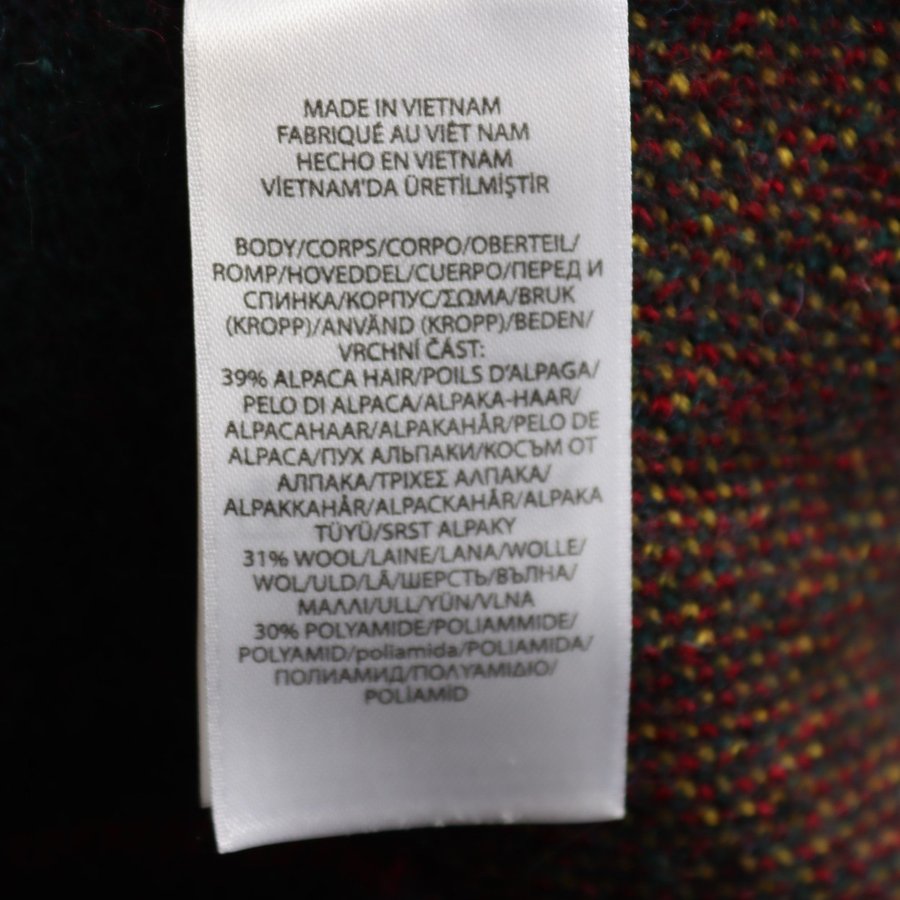 MADE IN VIETNAM
FABRIQUÉ AU VIÊT NAM
HECHO EN VIETNAM
VİETNAM'DA ÜRETİLMİŞTİR
BODY/CORPS/CORPO/OBERTEIL/
ROMP/HOVEDDEL/CUERPO/ПЕРЕД И
СПИНКА/КОРПУС/ΣΩΜΑ/BRUK
(KROPP)/ANVÄND (KROPP)/BEDEN/
VRCHNÍ ČÁST:
39% ALPACA HAIR/POILS D'ALPAGA/
PELO DI ALPACA/ALPAKA-HAAR/
ALPACAHAAR/ALPAKAHÅR/PELO DE
ALPACA/ПУХ АЛЬПАКИ/КОСЪМ ОТ
АЛПАКА/ΤΡΙΧΕΣ ΑΛΠΑΚΑ/
ALPAKKAHÅR/ALPACKAHÅR/ALPAKA
TÜYÜ/SRST ALPAKY
31% WOOL/LAINE/LANA/WOLLE/
WOL/ULD/LÃ/ШЕРСТЬ/ВЪЛНА/
ΜΑΛΛΙ/ULL/YÜN/VLNA
30% POLYAMIDE/POLIAMMIDE/
POLYAMID/poliamida/POLIAMIDA/
ПОЛИАМИД/ΠΟΛΥΑΜΙΔΙΟ/
POLİAMİD